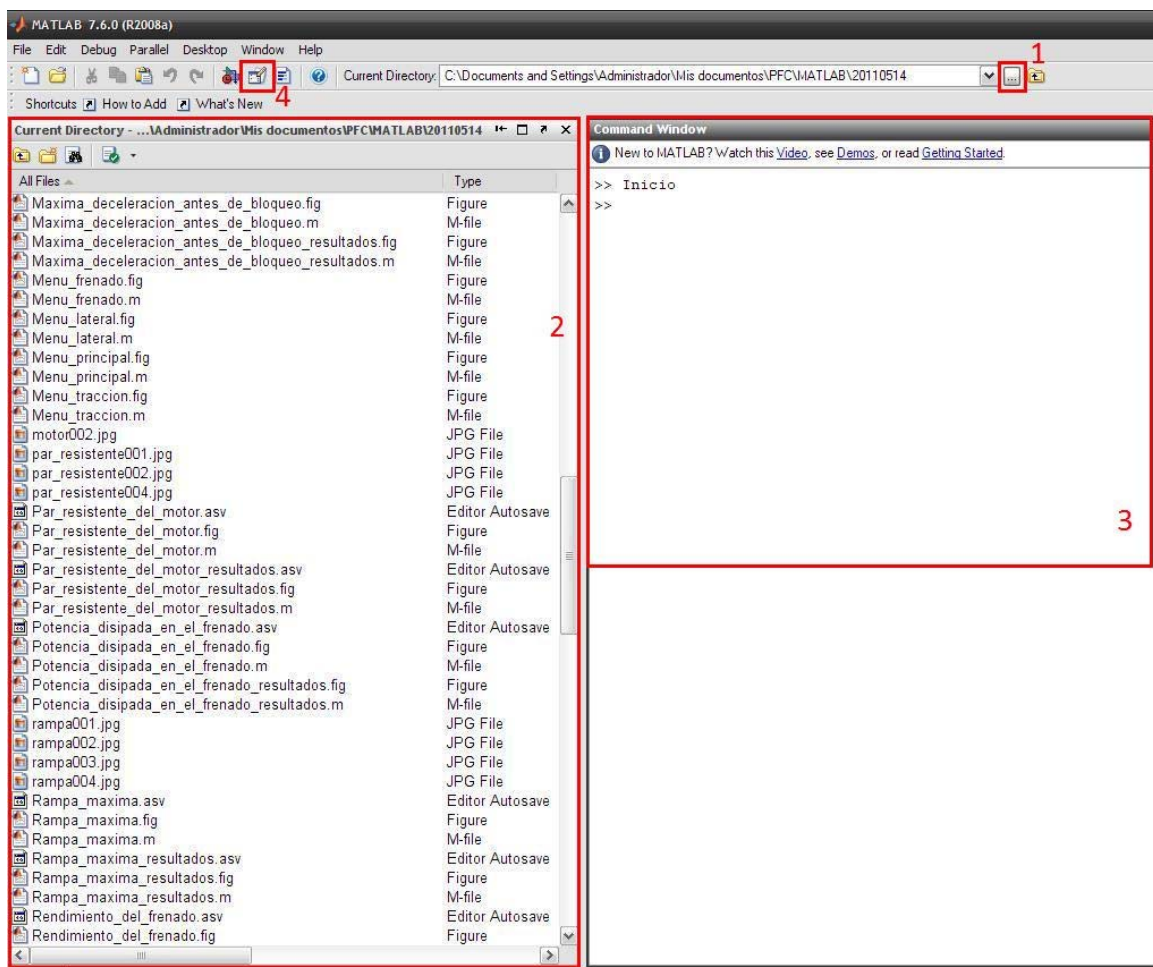 MATLAB 7.6.0 (R2008a)
File Edit Debug Parallel Desktop Window Help
1
Current Directory: C:\Documents and Settings\Administrador\Mis documentos\PFC\MATLAB\20110514
4
Shortcuts How to Add What's New
Current Directory - ...\Administrador\Mis documentos\PFC\MATLAB\20110514
All Files Type
Maxima_deceleracion_antes_de_bloqueo.fig Figure
Maxima_deceleracion_antes_de_bloqueo.m M-file
Maxima_deceleracion_antes_de_bloqueo_resultados.fig Figure
Maxima_deceleracion_antes_de_bloqueo_resultados.m M-file
Menu_frenado.fig Figure
Menu_frenado.m M-file
Menu_lateral.fig Figure
2
Menu_lateral.m M-file
Menu_principal.fig Figure
Menu_principal.m M-file
Menu_traccion.fig Figure
Menu_traccion.m M-file
motor002.jpg JPG File
par_resistente001.jpg JPG File
par_resistente002.jpg JPG File
par_resistente004.jpg JPG File
Par_resistente_del_motor.asv Editor Autosave
Par_resistente_del_motor.fig Figure
Par_resistente_del_motor.m M-file
Par_resistente_del_motor_resultados.asv Editor Autosave
Par_resistente_del_motor_resultados.fig Figure
Par_resistente_del_motor_resultados.m M-file
Potencia_disipada_en_el_frenado.asv Editor Autosave
Potencia_disipada_en_el_frenado.fig Figure
Potencia_disipada_en_el_frenado.m M-file
Potencia_disipada_en_el_frenado_resultados.fig Figure
Potencia_disipada_en_el_frenado_resultados.m M-file
rampa001.jpg JPG File
rampa002.jpg JPG File
rampa003.jpg JPG File
rampa004.jpg JPG File
Rampa_maxima.asv Editor Autosave
Rampa_maxima.fig Figure
Rampa_maxima.m M-file
Rampa_maxima_resultados.asv Editor Autosave
Rampa_maxima_resultados.fig Figure
Rampa_maxima_resultados.m M-file
Rendimiento_del_frenado.asv Editor Autosave
Rendimiento_del_frenado.fig Figure
Command Window
New to MATLAB? Watch this Video, see Demos, or read Getting Started.
>> Inicio
>>
3